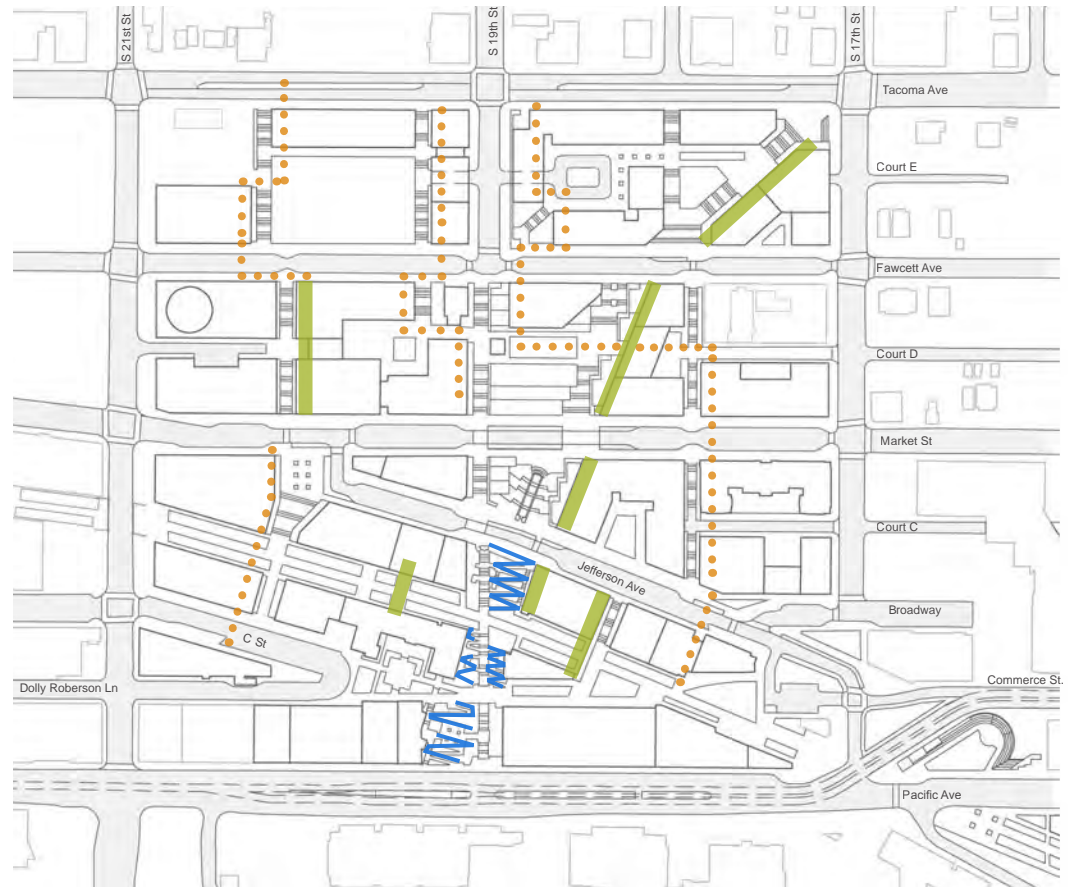 S 21st St
S 19th St
S 17th St
Tacoma Ave
Court E
Fawcett Ave
Court D
Market St
Court C
Jefferson Ave
Broadway
C St
Dolly Roberson Ln
Commerce St.
Pacific Ave